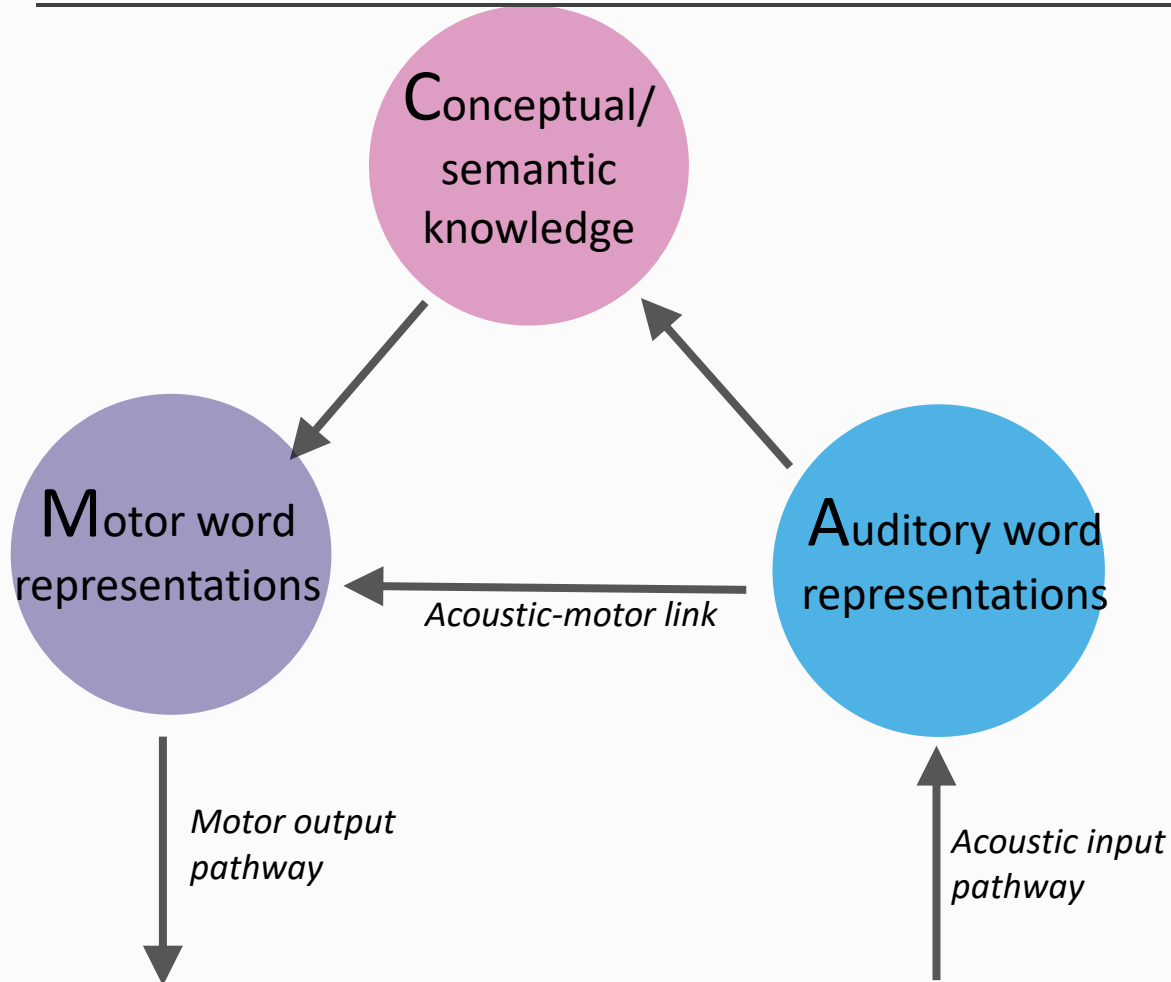 Conceptual/
semantic
knowledge
Motor word
representations
Auditory word
representations
Acoustic-motor link
Motor output
pathway
Acoustic input
pathway